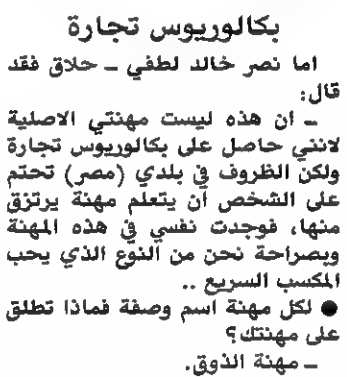 بكالوريوس تجارة
اما نصر خالد لطفي ـ حلاق فقد
قال:
ـ ان هذه ليست مهنتي الاصلية
لانني حاصل على بكالوريوس تجارة
ولكن الظروف في بلدي (مصر) تحتم
على الشخص أن يتعلم مهنة يرتزق
منها، فوجدت نفسي في هذه المهنة
وبصراحة نحن من النوع الذي يحب
المكسب السريع ..
● لكل مهنة اسم وصفة فماذا تطلق
على مهنتك؟
ـ مهنة الذوق.